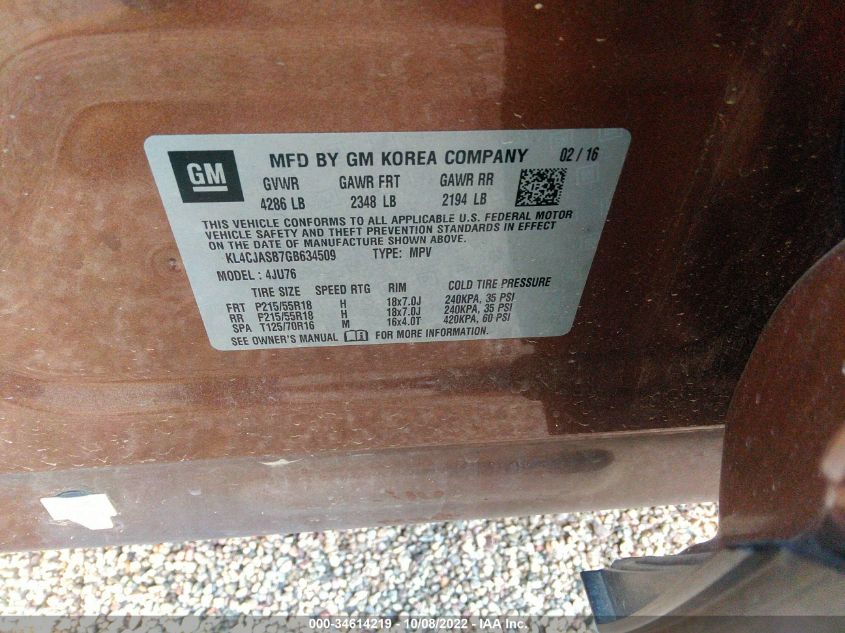 GM
MFD BY GM KOREA COMPANY 02 / 16
GVWR GAWR FRT GAWR RR
4286 LB 2348 LB 2194 LB
THIS VEHICLE CONFORMS TO ALL APPLICABLE U.S. FEDERAL MOTOR
VEHICLE SAFETY AND THEFT PREVENTION STANDARDS IN EFFECT
ON THE DATE OF MANUFACTURE SHOWN ABOVE.
KL4CJASB7GB634509 TYPE: MPV
MODEL: 4JU76
TIRE SIZE SPEED RTG RIM COLD TIRE PRESSURE
FRT P215/55R18 H 18x7.0J 240KPA, 35 PSI
RR P215/55R18 H 18x7.0J 240KPA, 35 PSI
SPA T125/70R16 M 16x4.0T 420KPA, 60 PSI
SEE OWNER'S MANUAL FOR MORE INFORMATION.
000-34614219 - 10/08/2022 - IAA Inc.